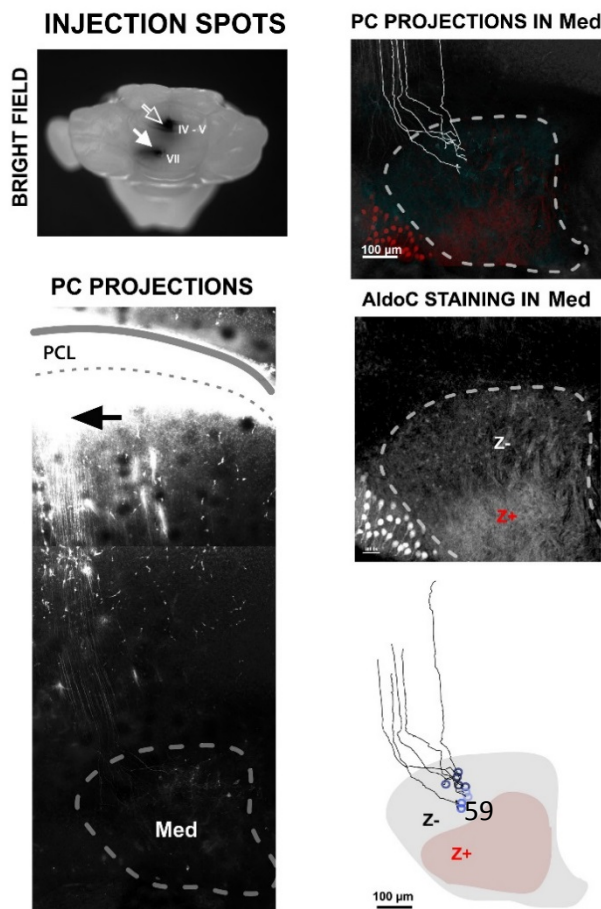 INJECTION SPOTS
BRIGHT FIELD
IV - V
VII
PC PROJECTIONS
PCL
Med
PC PROJECTIONS IN Med
100 µm
AldoC STAINING IN Med
Z-
Z+
59
Z-
Z+
100 µm